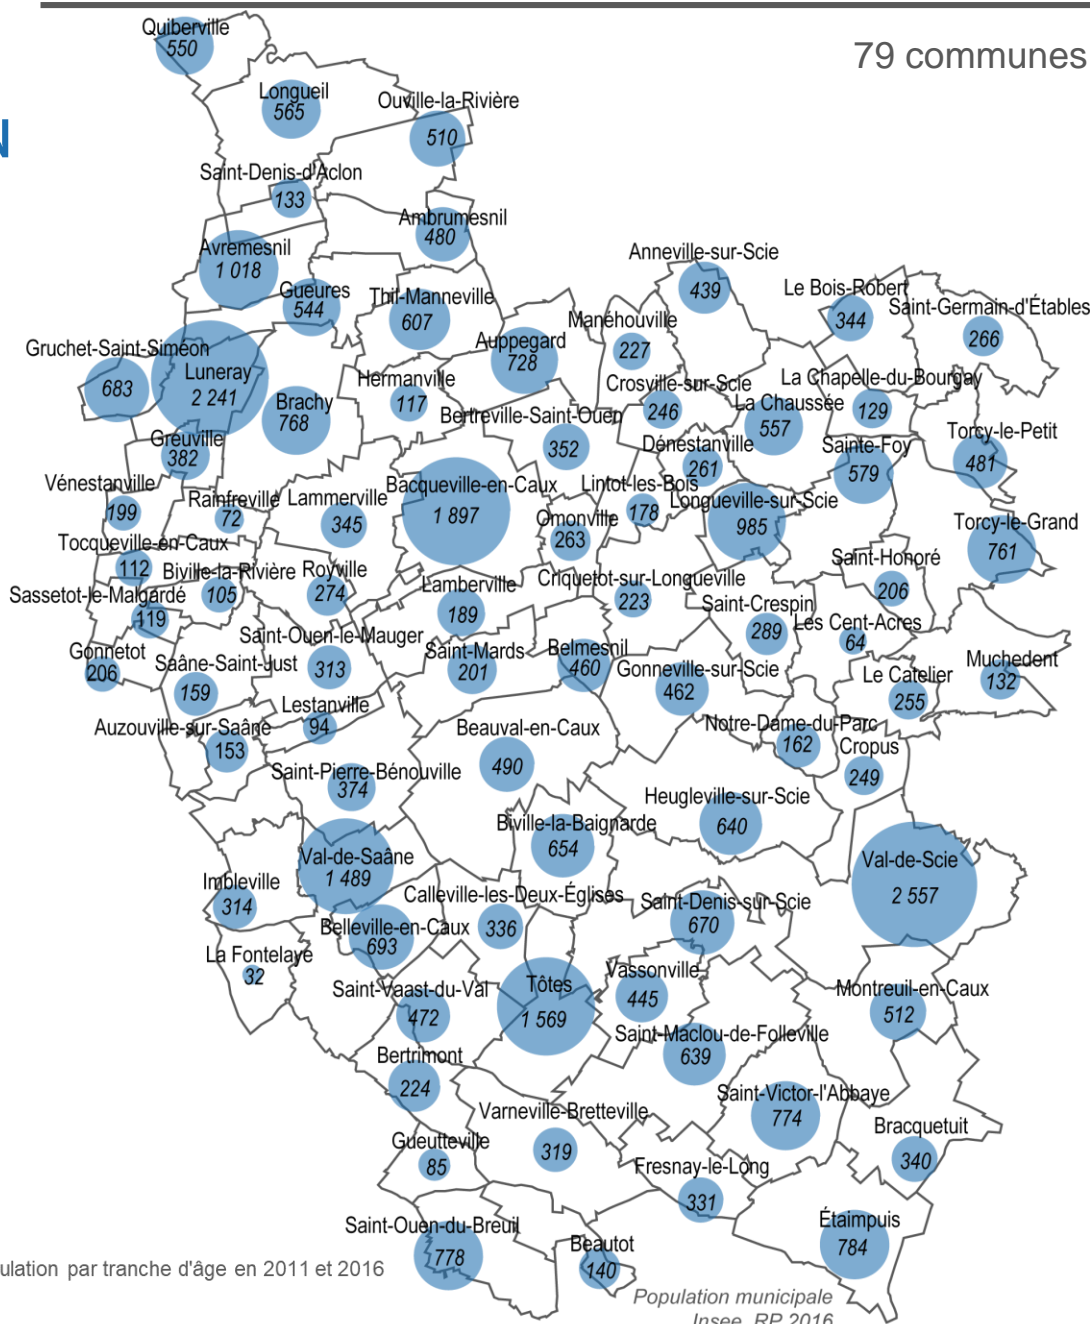 Quiberville
550
79 communes
Longueil
565
Ouville-la-Rivière
510
N
Saint-Denis-d'Aclon
133
Ambrumesnil
480
Avremesnil
1 018
Anneville-sur-Scie
439
Gueures
544
Thil-Manneville
607
Le Bois-Robert
344
Saint-Germain-d'Étables
266
Manéhouville
227
Auppegard
728
Gruchet-Saint-Siméon
683
Luneray
2 241
Hermanville
117
Crosville-sur-Scie
246
La Chapelle-du-Bourgay
129
Brachy
768
Bertreville-Saint-Ouen
352
La Chaussée
557
Greuville
382
Dénestanville
261
Sainte-Foy
579
Torcy-le-Petit
481
Vénestanville
199
Rainfreville
72
Lammerville
345
Bacqueville-en-Caux
1 897
Lintot-les-Bois
178
Longueville-sur-Scie
985
Omonville
263
Torcy-le-Grand
761
Tocqueville-en-Caux
112
Biville-la-Rivière
105
Royville
274
Saint-Honoré
206
Sassetot-le-Malgardé
119
Lamberville
189
Criquetot-sur-Longueville
223
Saint-Crespin
289
Les Cent-Acres
64
Saint-Ouen-le-Mauger
313
Gonnetot
206
Saâne-Saint-Just
159
Saint-Mards
201
Belmesnil
460
Gonneville-sur-Scie
462
Le Catelier
255
Muchedent
132
Lestanville
94
Auzouville-sur-Saâne
153
Beauval-en-Caux
490
Notre-Dame-du-Parc
162
Cropus
249
Saint-Pierre-Bénouville
374
Heugleville-sur-Scie
640
Biville-la-Baignarde
654
Val-de-Saâne
1 489
Val-de-Scie
2 557
Imbleville
314
Calleville-les-Deux-Églises
336
Saint-Denis-sur-Scie
670
Belleville-en-Caux
693
La Fontelaye
32
Vassonville
445
Saint-Vaast-du-Val
472
Tôtes
1 569
Montreuil-en-Caux
512
Saint-Maclou-de-Folleville
639
Bertrimont
224
Saint-Victor-l'Abbaye
774
Varneville-Bretteville
319
Bracquetuit
340
Gueutteville
85
Fresnay-le-Long
331
Saint-Ouen-du-Breuil
778
Étaimpuis
784
Beautot
140
ulation par tranche d'âge en 2011 et 2016
Population municipale
Insee, RP 2016